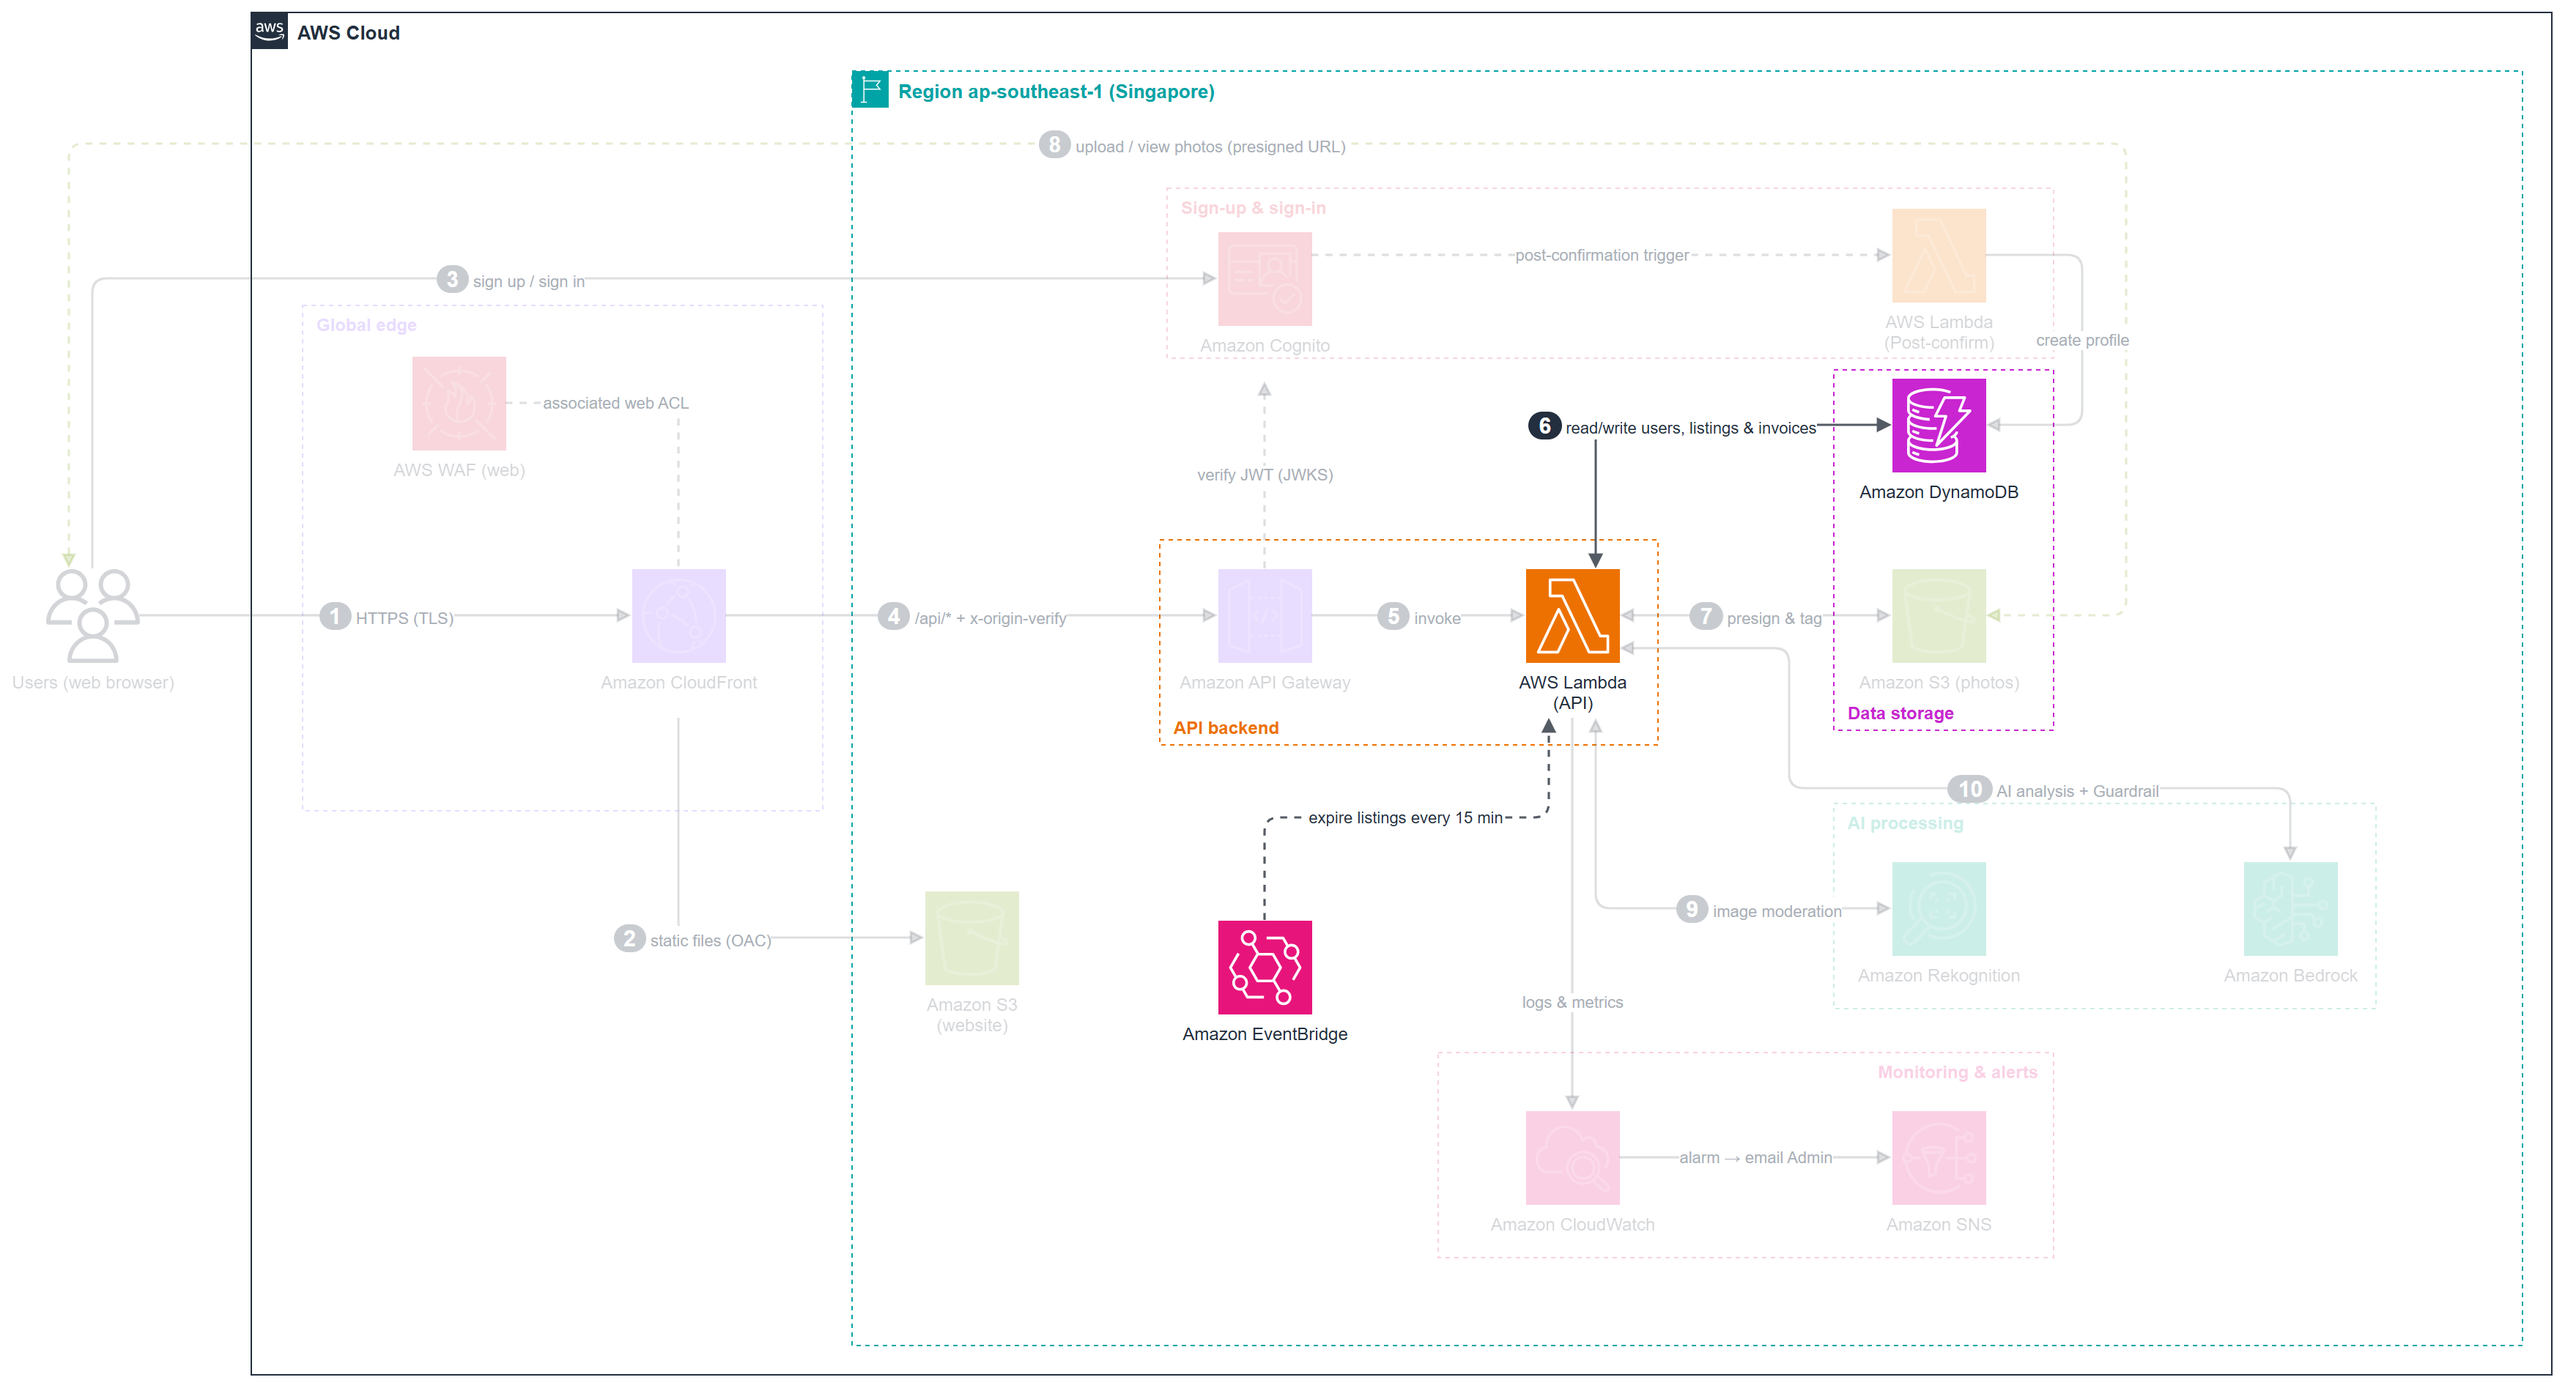 aws
AWS Cloud
Region ap-southeast-1 (Singapore)
8 upload / view photos (presigned URL)
Sign-up & sign-in
post-confirmation trigger
3 sign up / sign in
Amazon Cognito
AWS Lambda
(Post-confirm)
create profile
Global edge
associated web ACL
AWS WAF (web)
verify JWT (JWKS)
6 read/write users, listings & invoices
Amazon DynamoDB
1 HTTPS (TLS)
4 /api/* + x-origin-verify
5 invoke
7 presign & tag
Users (web browser)
Amazon CloudFront
Amazon API Gateway
AWS Lambda
(API)
Amazon S3 (photos)
Data storage
API backend
10 AI analysis + Guardrail
expire listings every 15 min
AI processing
9 image moderation
2 static files (OAC)
Amazon Rekognition
Amazon Bedrock
Amazon S3
(website)
Amazon EventBridge
logs & metrics
Monitoring & alerts
alarm → email Admin
Amazon CloudWatch
Amazon SNS